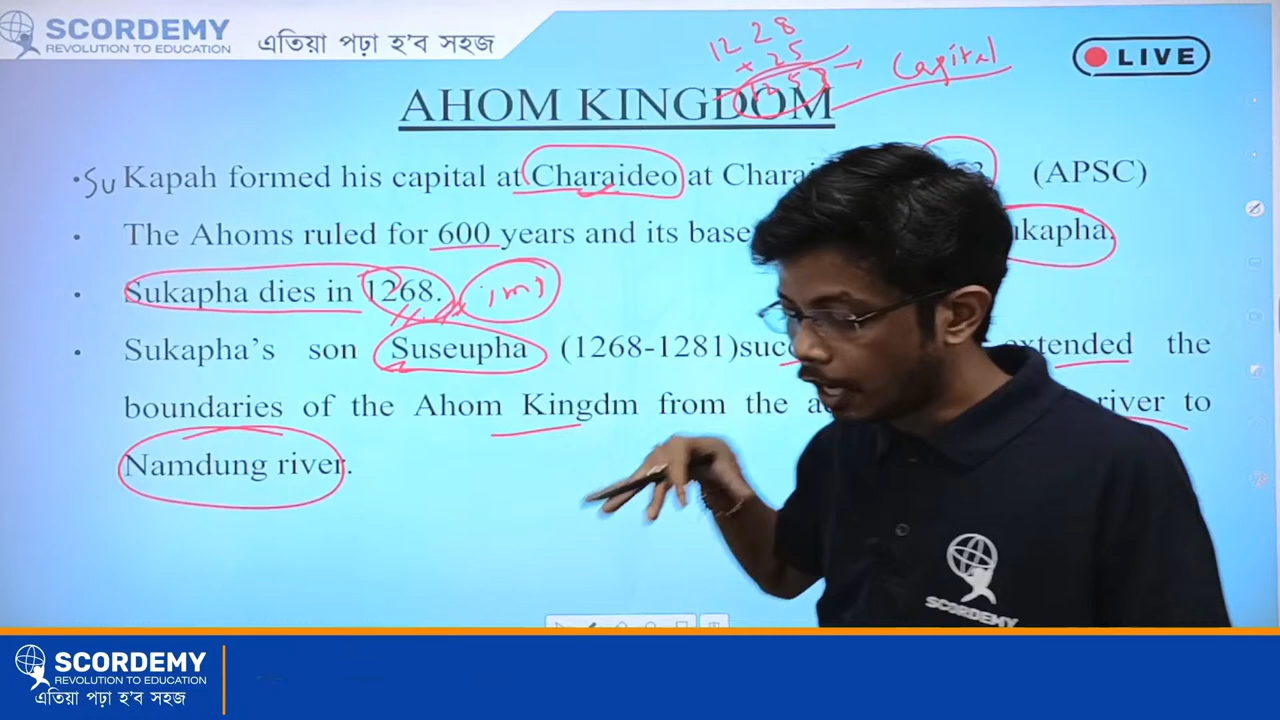 SCORDEMY
REVOLUTION TO EDUCATION
এতিয়া পঢ়া হ'ব সহজ
LIVE
1228
+ 25
1253 → Capital
AHOM KINGDOM
• Su Kapah formed his capital at Charaideo at Charai 3 (APSC)
• The Ahoms ruled for 600 years and its base ukapha.
• Sukapha dies in 1268.
• Sukapha's son Suseupha (1268-1281)suc extended the
boundaries of the Ahom Kingdm from the river to
Namdung river.
SCORDEMY
SCORDEMY
REVOLUTION TO EDUCATION
এতিয়া পঢ়া হ'ব সহজ